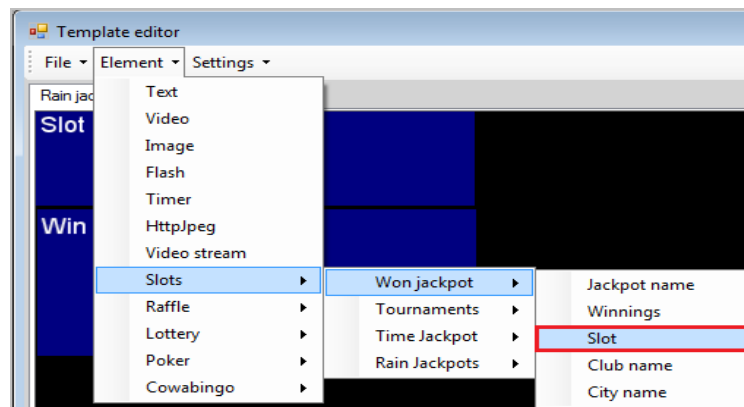 Template editor
File Element Settings
Rain jac
Slot
Win
Text
Video
Image
Flash
Timer
HttpJpeg
Video stream
Slots
Raffle
Lottery
Poker
Cowabingo
Won jackpot
Tournaments
Time Jackpot
Rain Jackpots
Jackpot name
Winnings
Slot
Club name
City name